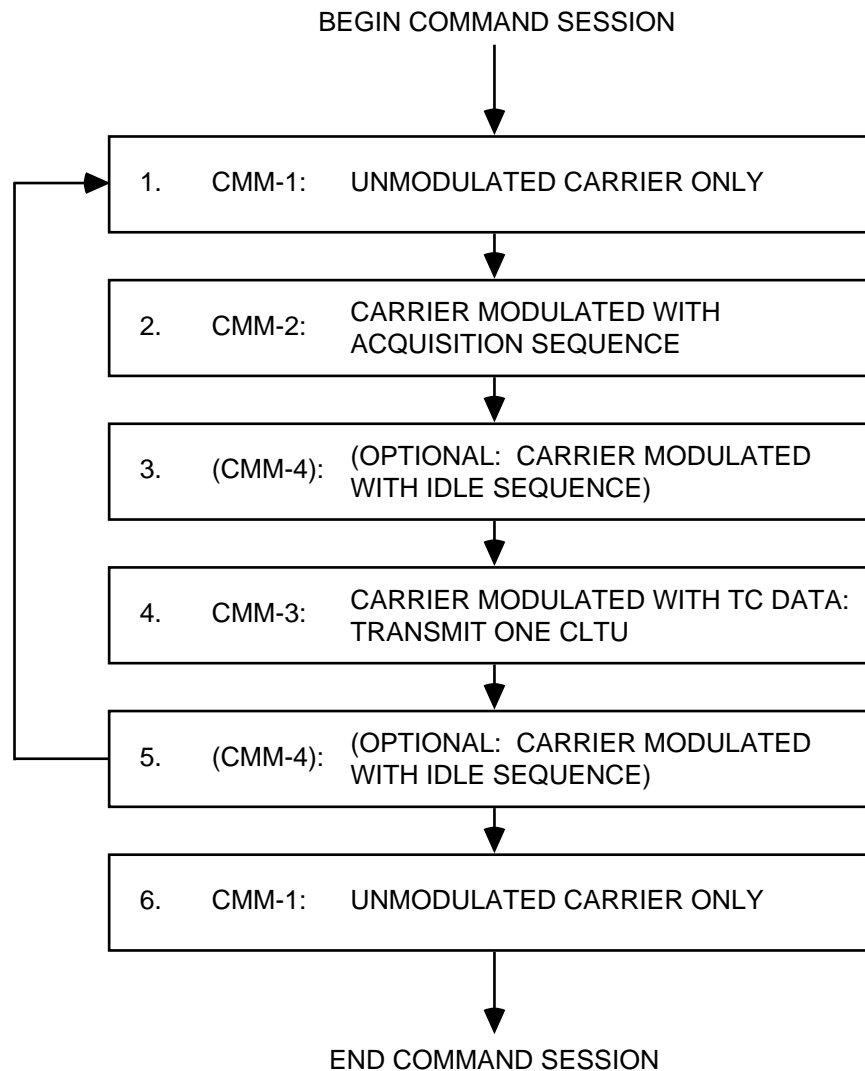 BEGIN COMMAND SESSION
1. CMM-1: UNMODULATED CARRIER ONLY
2. CMM-2: CARRIER MODULATED WITH
ACQUISITION SEQUENCE
3. (CMM-4): (OPTIONAL: CARRIER MODULATED
WITH IDLE SEQUENCE)
4. CMM-3: CARRIER MODULATED WITH TC DATA:
TRANSMIT ONE CLTU
5. (CMM-4): (OPTIONAL: CARRIER MODULATED
WITH IDLE SEQUENCE)
6. CMM-1: UNMODULATED CARRIER ONLY
END COMMAND SESSION